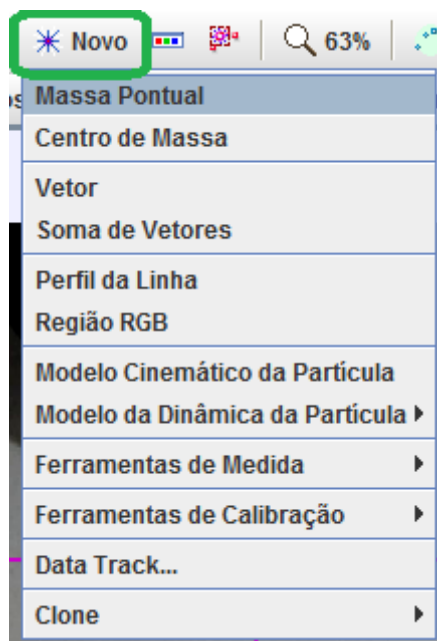 Novo 63%
Massa Pontual
Centro de Massa
Vetor
Soma de Vetores
Perfil da Linha
Região RGB
Modelo Cinemático da Partícula
Modelo da Dinâmica da Partícula
Ferramentas de Medida
Ferramentas de Calibração
Data Track...
Clone